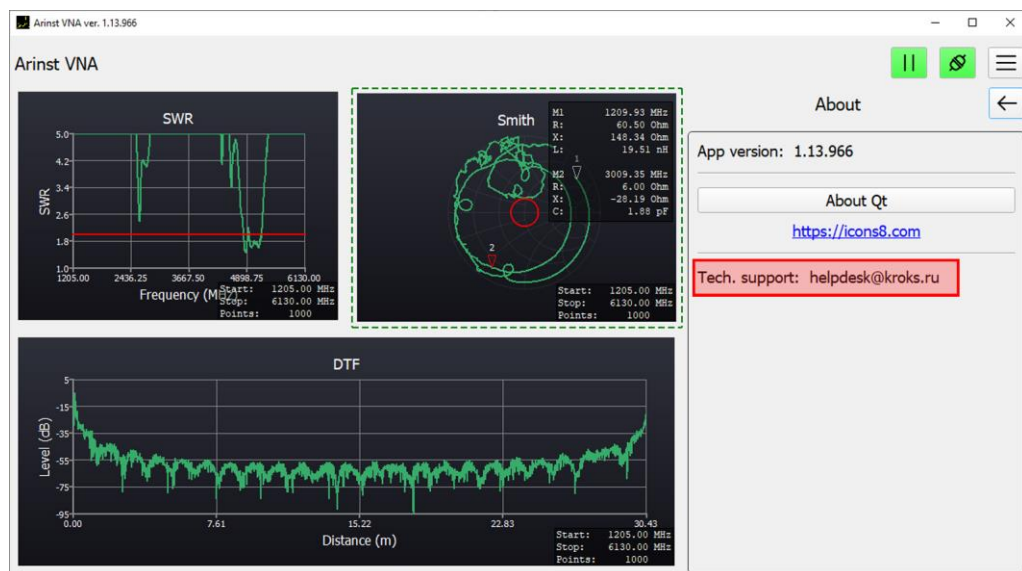 Arinst VNA ver. 1.13.966
Arinst VNA
SWR
5.0
4.2
3.4
2.6
1.8
1.0
SWR
1205.00 2436.25 3667.50 4898.75 6130.00
Frequency (MHz)
Start: 1205.00 MHz
Stop: 6130.00 MHz
Points: 1000
Smith
M1 1209.93 MHz
R: 60.50 Ohm
X: 148.34 Ohm
L: 19.51 nH
M2 3009.35 MHz
R: 6.00 Ohm
X: -28.19 Ohm
C: 1.88 pF
1
2
Start: 1205.00 MHz
Stop: 6130.00 MHz
Points: 1000
DTF
5
-15
-35
-55
-75
-95
Level (dB)
0.00 7.61 15.22 22.83 30.43
Distance (m)
Start: 1205.00 MHz
Stop: 6130.00 MHz
Points: 1000
About
App version: 1.13.966
About Qt
https://icons8.com
Tech. support: helpdesk@kroks.ru